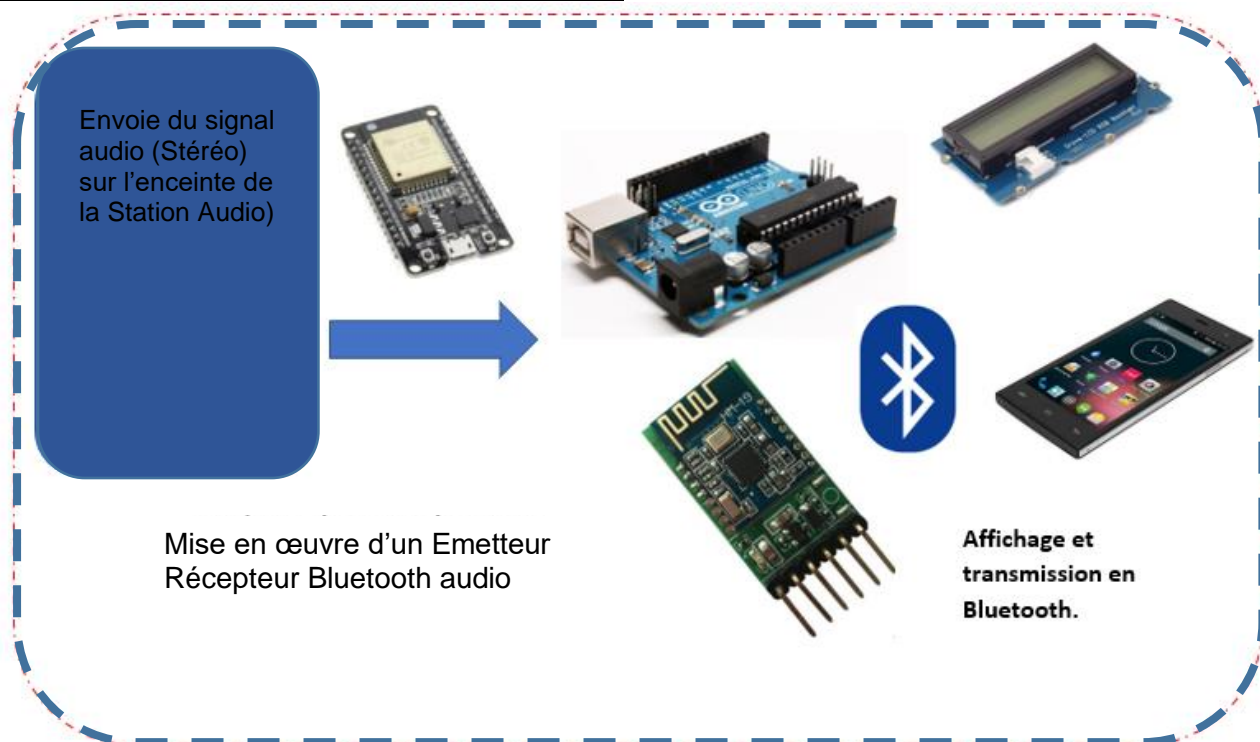 Envoie du signal
audio (Stéréo)
sur l'enceinte de
la Station Audio)
Mise en œuvre d'un Emetteur
Récepteur Bluetooth audio
Affichage et
transmission en
Bluetooth.